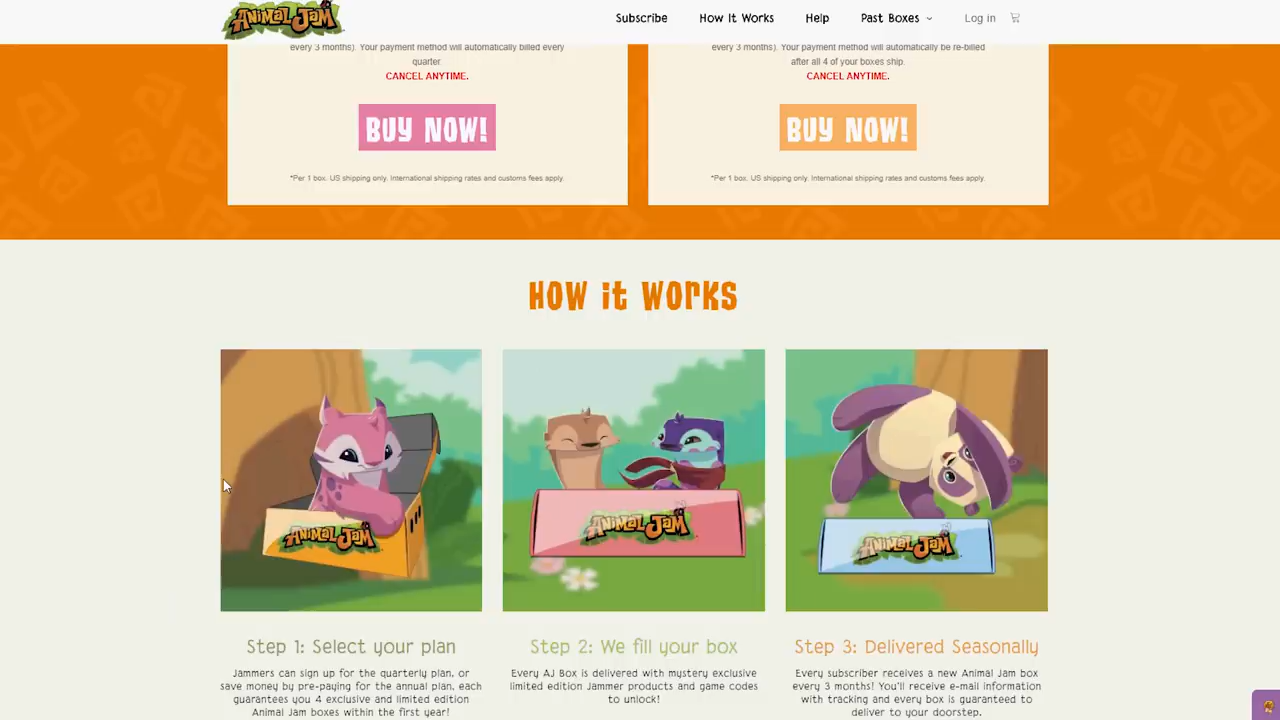 ANIMAL JAM
Subscribe How It Works Help Past Boxes Log in
every 3 months). Your payment method will automatically billed every
quarter.
CANCEL ANYTIME.
BUY NOW!
*Per 1 box. US shipping only. International shipping rates and customs fees apply.
every 3 months). Your payment method will automatically be re-billed
after all 4 of your boxes ship.
CANCEL ANYTIME.
BUY NOW!
*Per 1 box. US shipping only. International shipping rates and customs fees apply.
HOW it WORKS
ANIMAL JAM
ANIMAL JAM
ANIMAL JAM
Step 1: Select your plan
Jammers can sign up for the quarterly plan, or
save money by pre-paying for the annual plan, each
guarantees you 4 exclusive and limited edition
Animal Jam boxes within the first year!
Step 2: We fill your box
Every AJ Box is delivered with mystery exclusive
limited edition Jammer products and game codes
to unlock!
Step 3: Delivered Seasonally
Every subscriber receives a new Animal Jam box
every 3 months! You'll receive e-mail information
with tracking and every box is guaranteed to
deliver to your doorstep.